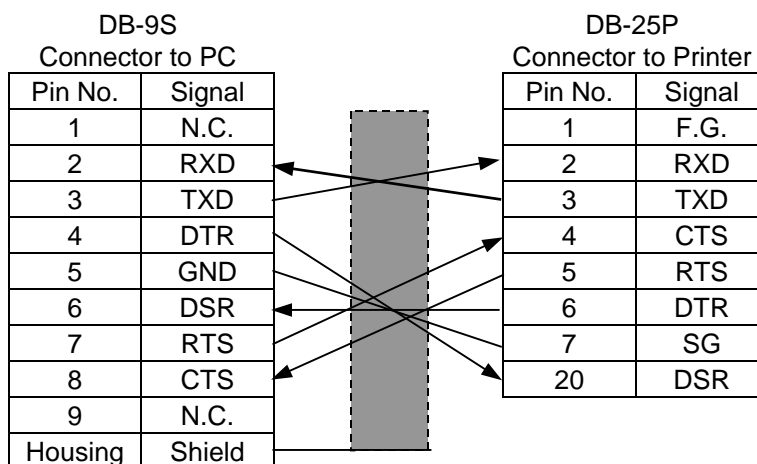 DB-9S
Connector to PC
Pin No. Signal
1 N.C.
2 RXD
3 TXD
4 DTR
5 GND
6 DSR
7 RTS
8 CTS
9 N.C.
Housing Shield
DB-25P
Connector to Printer
Pin No. Signal
1 F.G.
2 RXD
3 TXD
4 CTS
5 RTS
6 DTR
7 SG
20 DSR